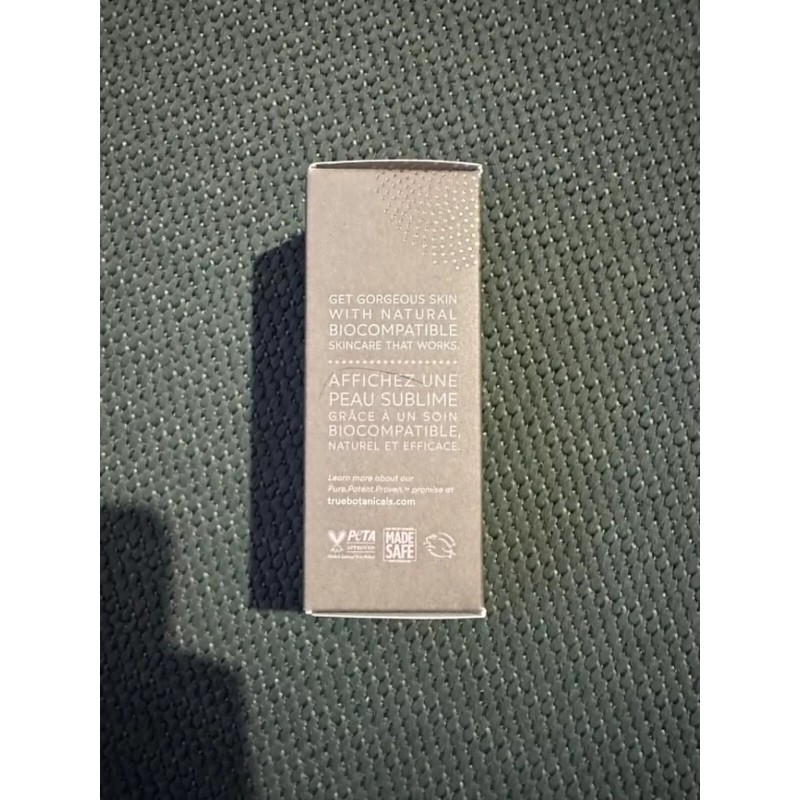 GET GORGEOUS SKIN
WITH NATURAL
BIOCOMPATIBLE
SKINCARE THAT WORKS.
AFFICHEZ UNE
PEAU SUBLIME
GRÂCE À UN SOIN
BIOCOMPATIBLE,
NATUREL ET EFFICACE.
Learn more about our
Pure.Potent.Proven.™ promise at
truebotanicals.com
PETA
APPROVED
MADE
SAFE